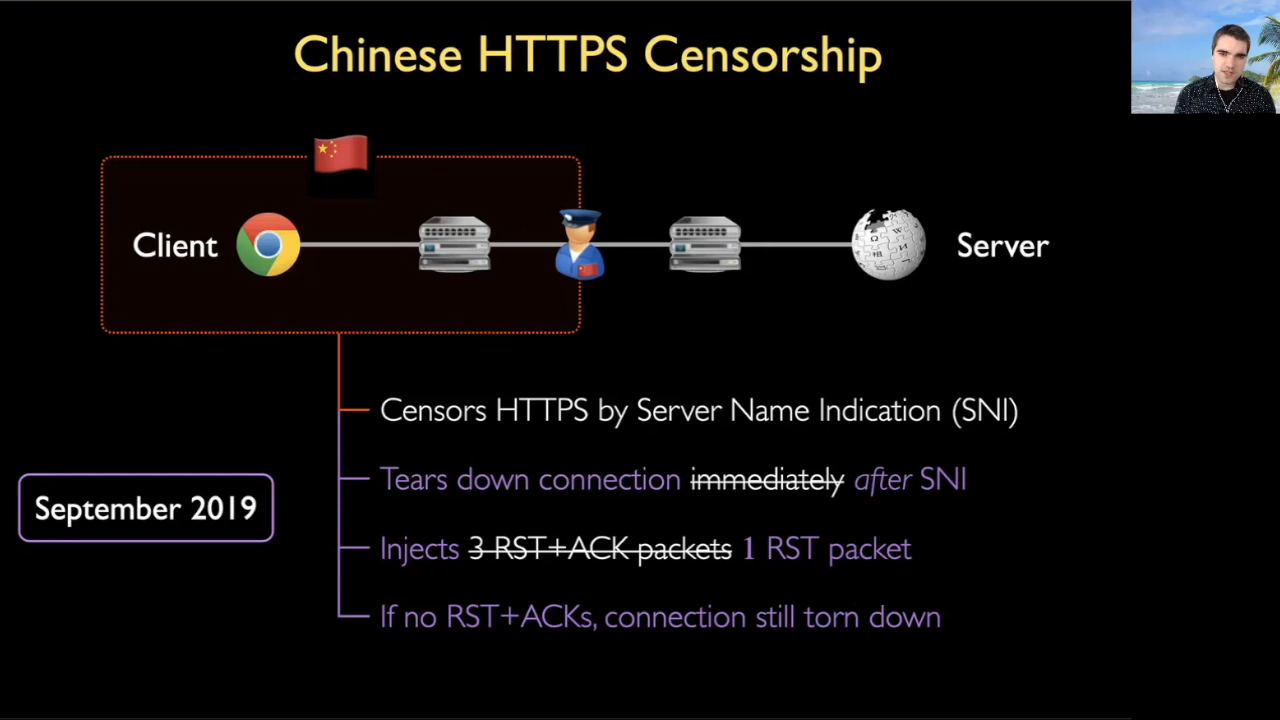 Chinese HTTPS Censorship
Client
Server
Censors HTTPS by Server Name Indication (SNI)
Tears down connection immediately after SNI
September 2019
Injects 3 RST+ACK packets 1 RST packet
If no RST+ACKs, connection still torn down